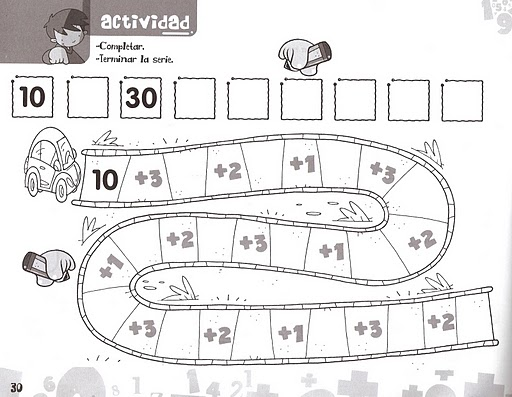 actividad
-Completar.
-Terminar la serie.
10 30
10 +3 +2 +1 +3
+1 +2 +3 +1 +2
+3 +2 +1 +3 +2
30